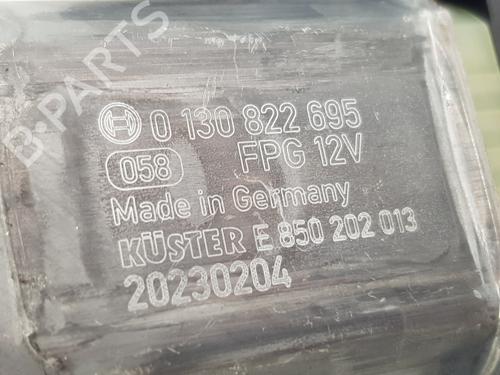 B-PARTS
0 130 822 695
058 FPG 12V
Made in Germany
KÜSTER E 850 202 013
20230204